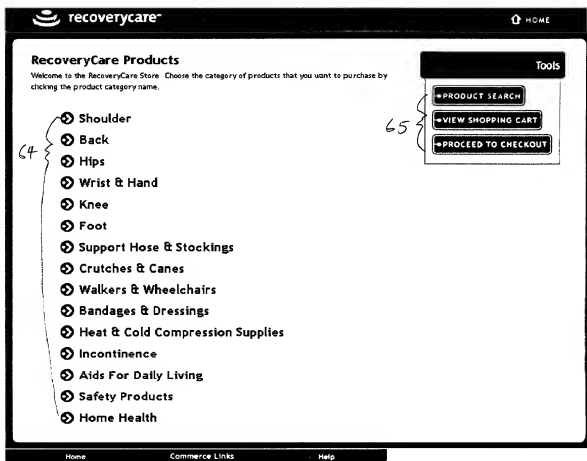 recoverycare
HOME
RecoveryCare Products
Welcome to the RecoveryCare Store Choose the category of products that you want to purchase by
clicking the product category name.
Tools
PRODUCT SEARCH
VIEW SHOPPING CART
PROCEED TO CHECKOUT
65
64
Shoulder
Back
Hips
Wrist & Hand
Knee
Foot
Support Hose & Stockings
Crutches & Canes
Walkers & Wheelchairs
Bandages & Dressings
Heat & Cold Compression Supplies
Incontinence
Aids For Daily Living
Safety Products
Home Health
Home Commerce Links Help